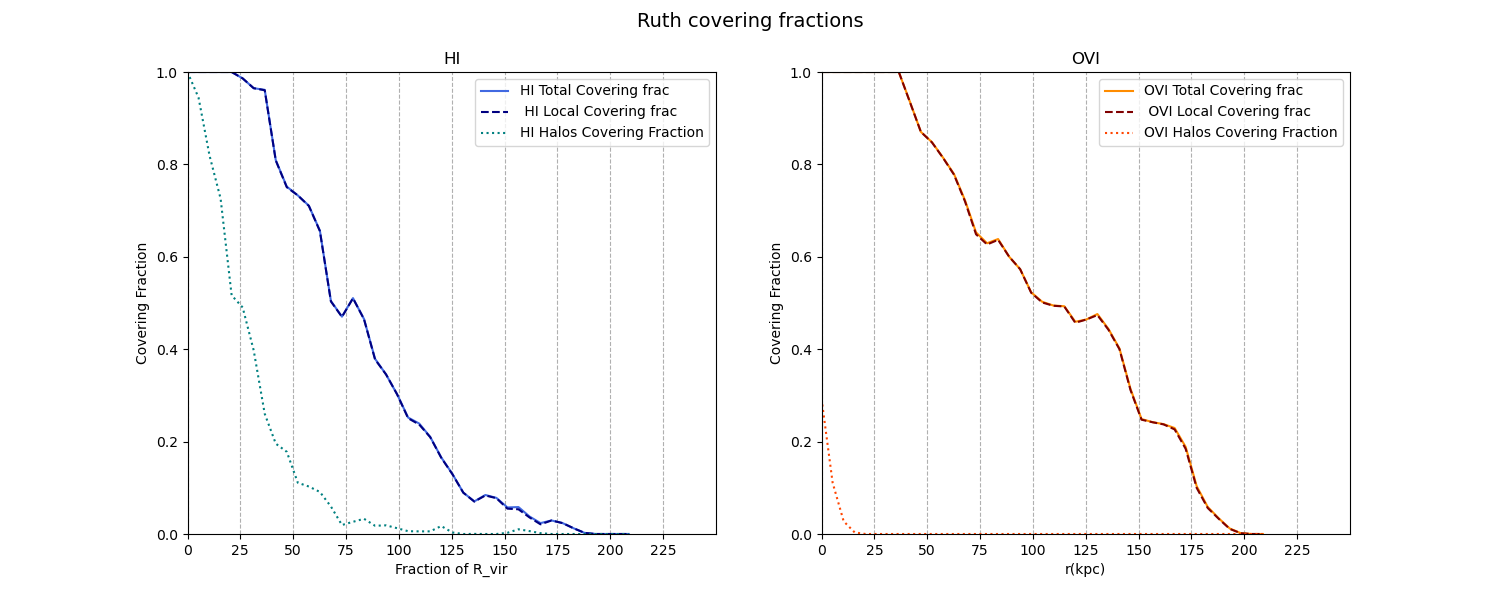 Ruth covering fractions
HI
HI Total Covering frac
HI Local Covering frac
HI Halos Covering Fraction
Covering Fraction
1.0
0.8
0.6
0.4
0.2
0.0
0 25 50 75 100 125 150 175 200 225
Fraction of R_vir
OVI
OVI Total Covering frac
OVI Local Covering frac
OVI Halos Covering Fraction
Covering Fraction
1.0
0.8
0.6
0.4
0.2
0.0
0 25 50 75 100 125 150 175 200 225
r(kpc)